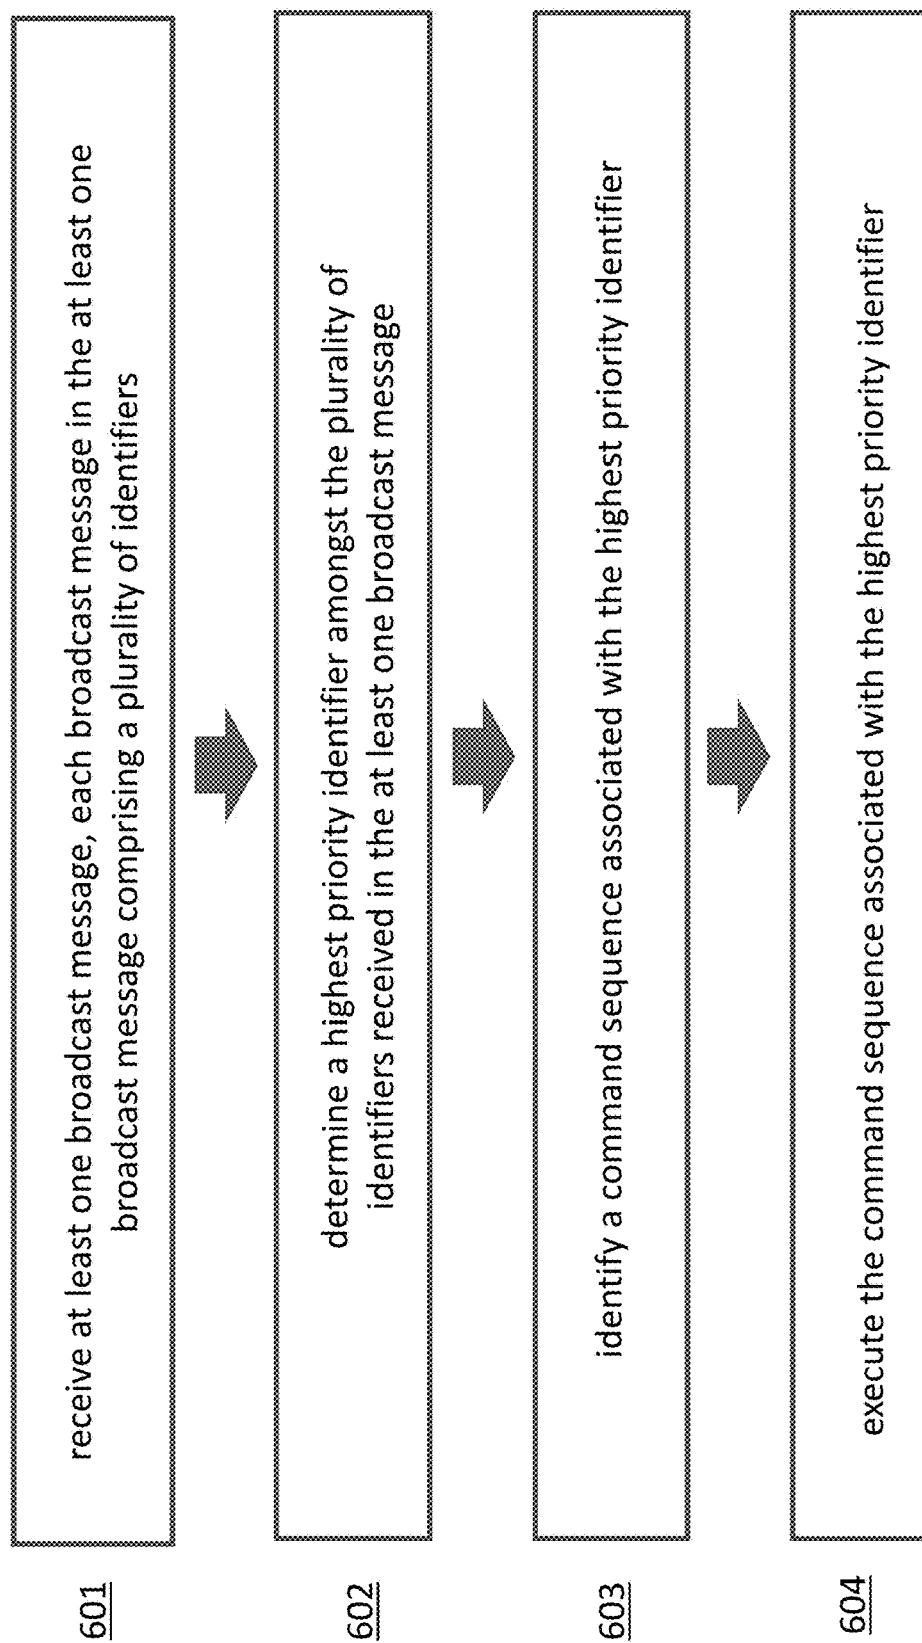 601
receive at least one broadcast message, each broadcast message in the at least one
broadcast message comprising a plurality of identifiers
602
determine a highest priority identifier amongst the plurality of
identifiers received in the at least one broadcast message
603
identify a command sequence associated with the highest priority identifier
604
execute the command sequence associated with the highest priority identifier